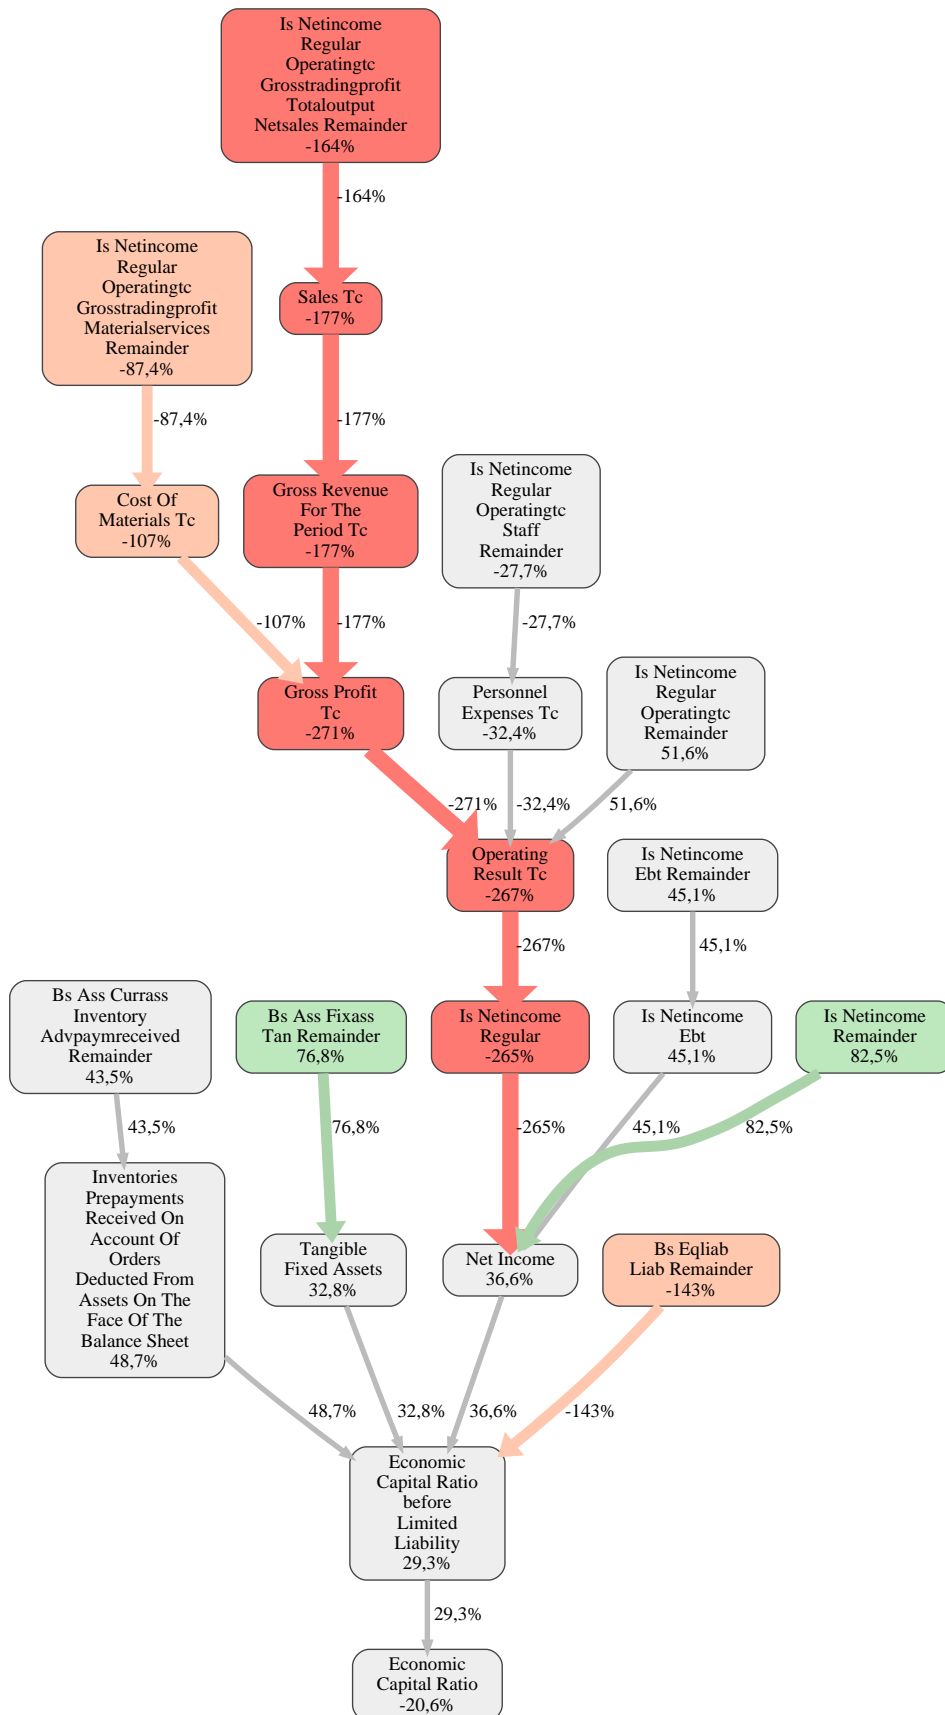 Is Netincome
Regular
Operatingtc
Grosstradingprofit
Totaloutput
Netsales Remainder
-164%
-164%
Is Netincome
Regular
Operatingtc
Grosstradingprofit
Materialservices
Remainder
-87,4%
Sales Tc
-177%
-87,4%
-177%
Is Netincome
Regular
Operatingtc
Staff
Remainder
-27,7%
Cost Of
Materials Tc
-107%
Gross Revenue
For The
Period Tc
-177%
-107%
-177%
-27,7%
Is Netincome
Regular
Operatingtc
Remainder
51,6%
Gross Profit
Tc
-271%
Personnel
Expenses Tc
-32,4%
-271%
-32,4%
51,6%
Operating
Result Tc
-267%
Is Netincome
Ebt Remainder
45,1%
-267%
45,1%
Bs Ass Currass
Inventory
Advpaymreceived
Remainder
43,5%
Bs Ass Fixass
Tan Remainder
76,8%
Is Netincome
Regular
-265%
Is Netincome
Ebt
45,1%
Is Netincome
Remainder
82,5%
43,5%
76,8%
-265%
45,1%
82,5%
Inventories
Prepayments
Received On
Account Of
Orders
Deducted From
Assets On The
Face Of The
Balance Sheet
48,7%
Tangible
Fixed Assets
32,8%
Net Income
36,6%
Bs Eqliab
Liab Remainder
-143%
48,7%
32,8%
36,6%
-143%
Economic
Capital Ratio
before
Limited
Liability
29,3%
29,3%
Economic
Capital Ratio
-20,6%